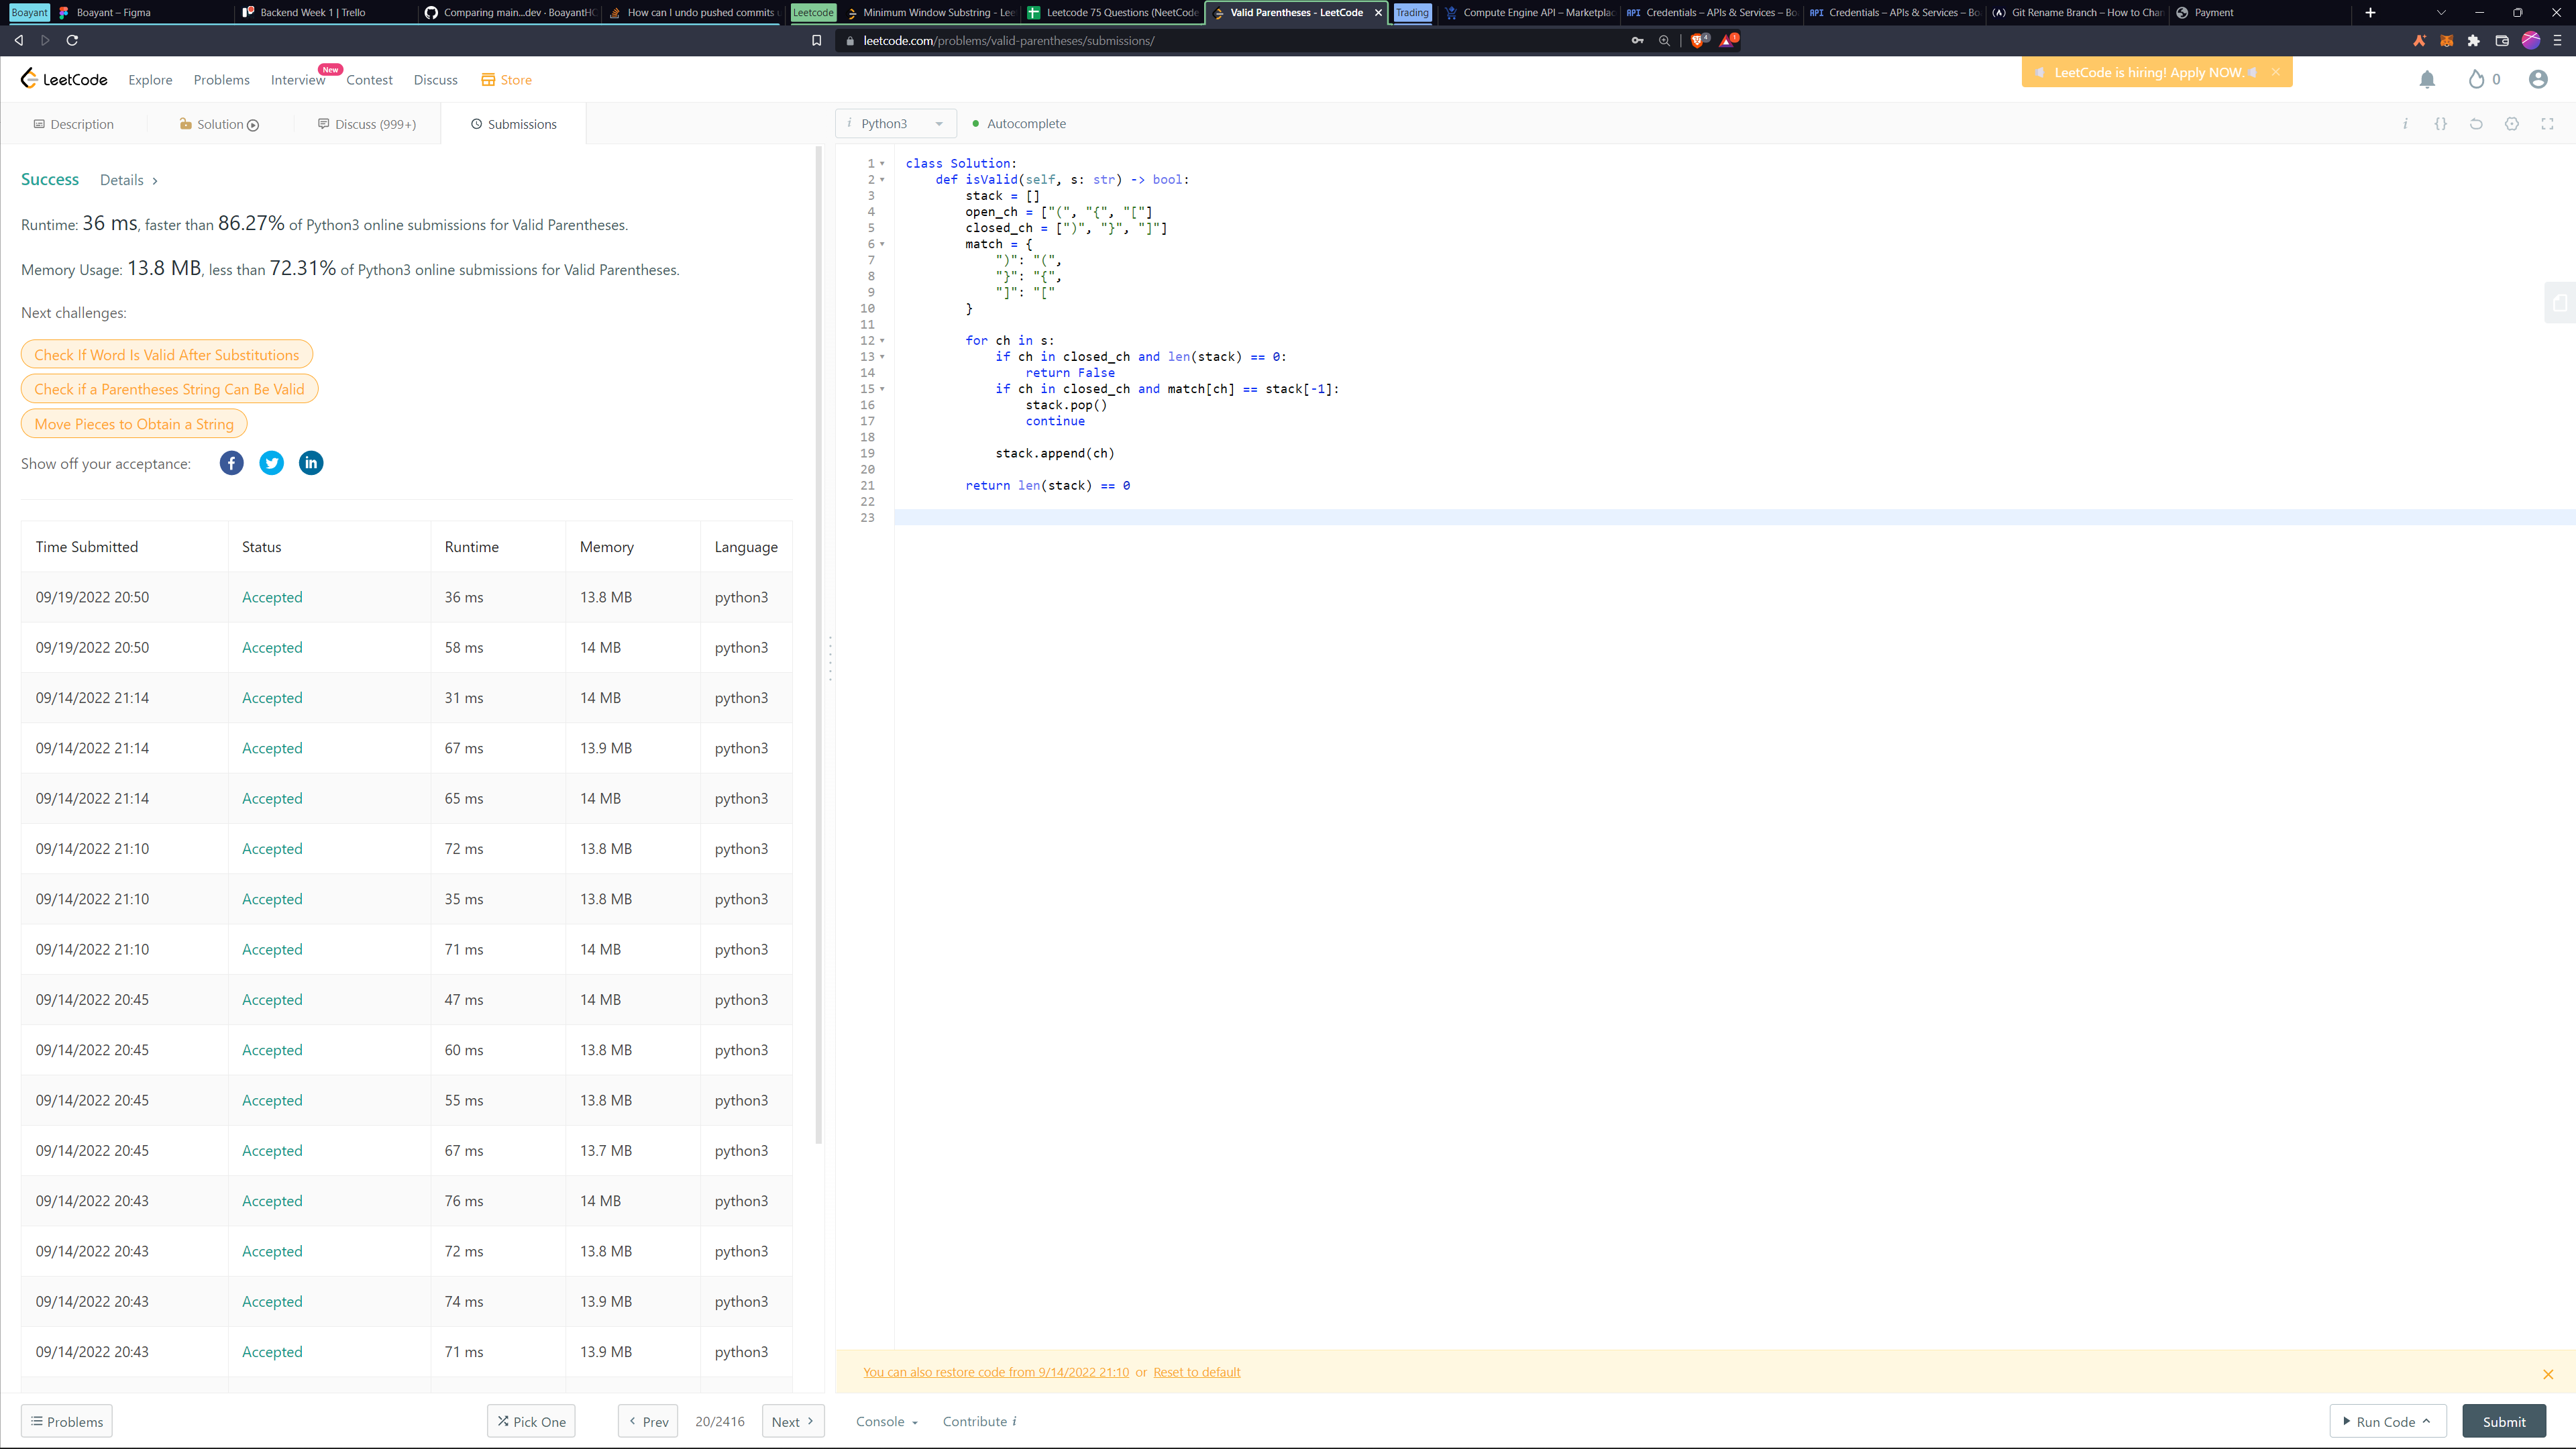 Boayant Boayant – Figma Backend Week 1 | Trello Comparing main...dev · BoayantHC How can I undo pushed commits u Leetcode Minimum Window Substring - Lee Leetcode 75 Questions (NeetCode Valid Parentheses - LeetCode Trading Compute Engine API – Marketplac API Credentials – APIs & Services – Bo API Credentials – APIs & Services – Bo Git Rename Branch – How to Chan Payment
leetcode.com/problems/valid-parentheses/submissions/
LeetCode Explore Problems Interview New Contest Discuss Store LeetCode is hiring! Apply NOW. 0
Description Solution Discuss (999+) Submissions i Python3 Autocomplete i {}
Success Details >
Runtime: 36 ms, faster than 86.27% of Python3 online submissions for Valid Parentheses.
Memory Usage: 13.8 MB, less than 72.31% of Python3 online submissions for Valid Parentheses.
Next challenges:
Check If Word Is Valid After Substitutions
Check if a Parentheses String Can Be Valid
Move Pieces to Obtain a String
Show off your acceptance:
Time Submitted Status Runtime Memory Language
09/19/2022 20:50 Accepted 36 ms 13.8 MB python3
09/19/2022 20:50 Accepted 58 ms 14 MB python3
09/14/2022 21:14 Accepted 31 ms 14 MB python3
09/14/2022 21:14 Accepted 67 ms 13.9 MB python3
09/14/2022 21:14 Accepted 65 ms 14 MB python3
09/14/2022 21:10 Accepted 72 ms 13.8 MB python3
09/14/2022 21:10 Accepted 35 ms 13.8 MB python3
09/14/2022 21:10 Accepted 71 ms 14 MB python3
09/14/2022 20:45 Accepted 47 ms 14 MB python3
09/14/2022 20:45 Accepted 60 ms 13.8 MB python3
09/14/2022 20:45 Accepted 55 ms 13.8 MB python3
09/14/2022 20:45 Accepted 67 ms 13.7 MB python3
09/14/2022 20:43 Accepted 76 ms 14 MB python3
09/14/2022 20:43 Accepted 72 ms 13.8 MB python3
09/14/2022 20:43 Accepted 74 ms 13.9 MB python3
09/14/2022 20:43 Accepted 71 ms 13.9 MB python3
1 class Solution:
2     def isValid(self, s: str) -> bool:
3         stack = []
4         open_ch = ["(", "{", "["]
5         closed_ch = [")", "}", "]"]
6         match = {
7             ")": "(",
8             "}": "{",
9             "]": "["
10         }
11
12         for ch in s:
13             if ch in closed_ch and len(stack) == 0:
14                 return False
15             if ch in closed_ch and match[ch] == stack[-1]:
16                 stack.pop()
17                 continue
18
19             stack.append(ch)
20
21         return len(stack) == 0
22
23
You can also restore code from 9/14/2022 21:10 or Reset to default
Problems Pick One Prev 20/2416 Next Console Contribute i Run Code Submit